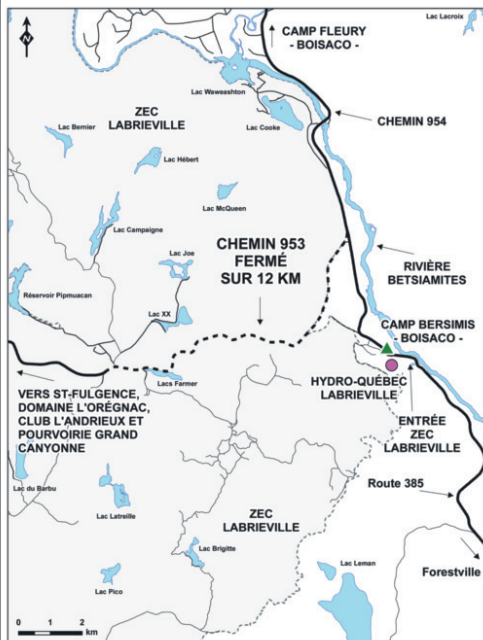 N
Lac Lacroix
CAMP FLEURY
- BOISACO -
Lac Waweashton
ZEC
LABRIEVILLE
CHEMIN 954
Lac Bernier
Lac Cooke
Lac Hébert
Lac McQueen
Lac Campagne
CHEMIN 953
FERMÉ
SUR 12 KM
Lac Joe
RIVIÈRE
BETSIAMITES
Réservoir Pipmuacan
Lac XX
CAMP BERSIMIS
- BOISACO -
Lacs Farmer
HYDRO-QUÉBEC
LABRIEVILLE
VERS ST-FULGENCE,
DOMAINE L'ORÉGNAC,
CLUB L'ANDRIEUX ET
POURVOIRIE GRAND
CANYONNE
ENTRÉE
ZEC
LABRIEVILLE
Lac du Barbu
Route 385
Lac Latreille
ZEC
LABRIEVILLE
Lac Brigitte
Lac Leman
Forestville
Lac Pico
0 1 2
km